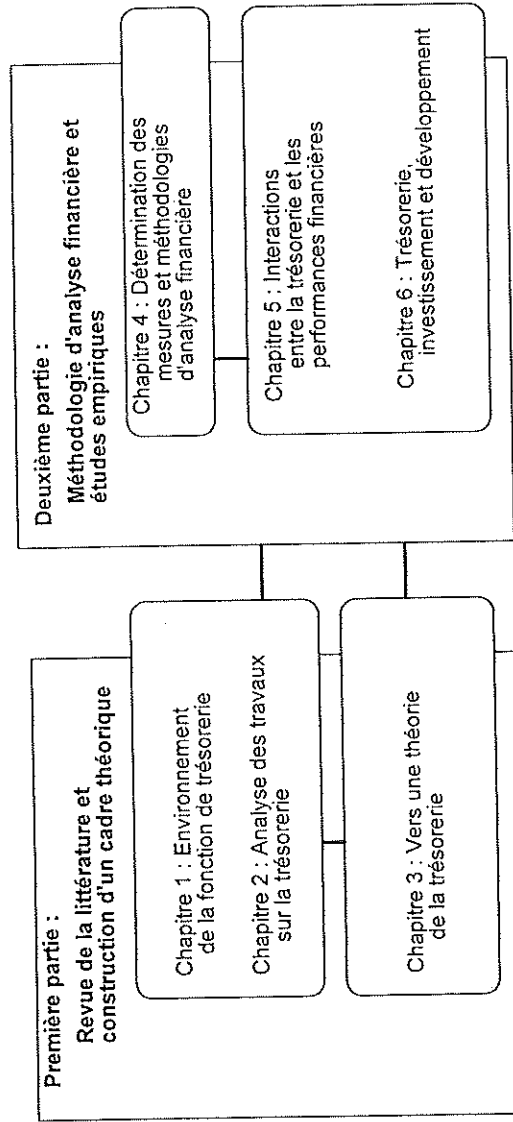 Première partie :
Revue de la littérature et
construction d'un cadre théorique
Chapitre 1 : Environnement
de la fonction de trésorerie
Chapitre 2 : Analyse des travaux
sur la trésorerie
Chapitre 3 : Vers une théorie
de la trésorerie
Deuxième partie :
Méthodologie d'analyse financière et
études empiriques
Chapitre 4 : Détermination des
mesures et méthodologies
d'analyse financière
Chapitre 5 : Interactions
entre la trésorerie et les
performances financières
Chapitre 6 : Trésorerie,
investissement et développement